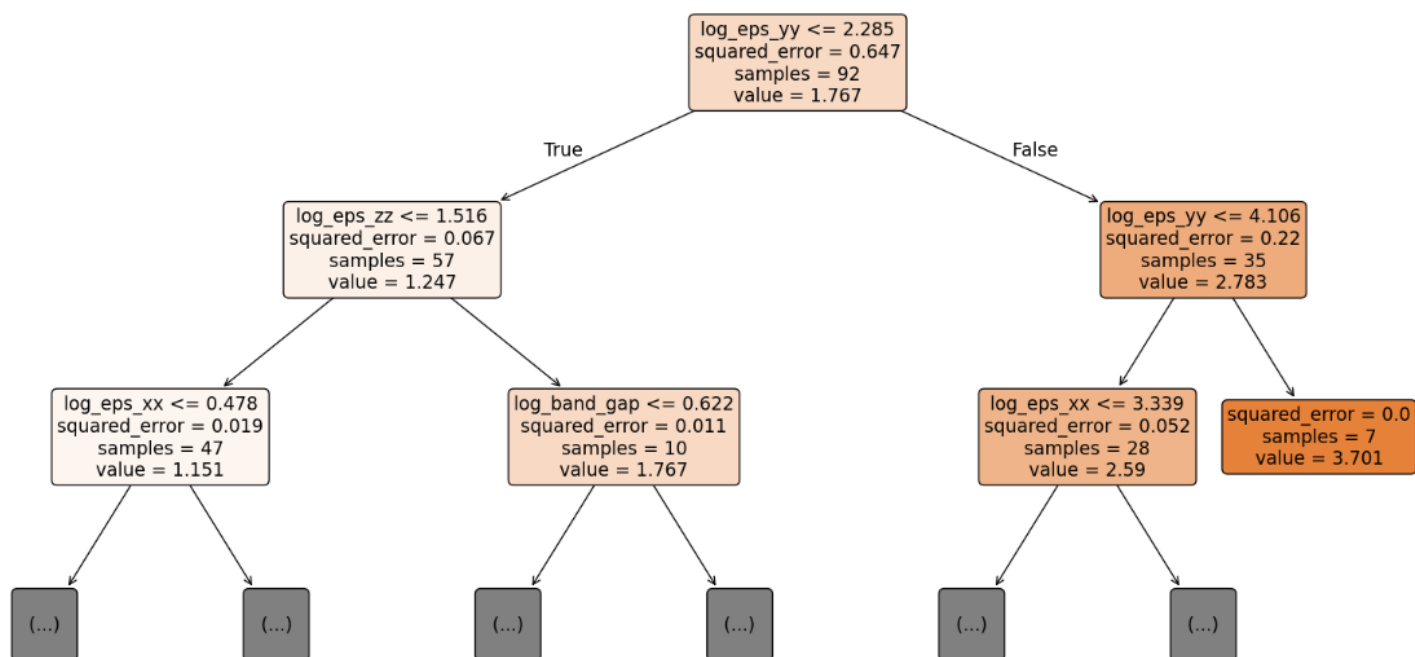 log_eps_yy <= 2.285
squared_error = 0.647
samples = 92
value = 1.767
True
False
log_eps_zz <= 1.516
squared_error = 0.067
samples = 57
value = 1.247
log_eps_yy <= 4.106
squared_error = 0.22
samples = 35
value = 2.783
log_eps_xx <= 0.478
squared_error = 0.019
samples = 47
value = 1.151
log_band_gap <= 0.622
squared_error = 0.011
samples = 10
value = 1.767
log_eps_xx <= 3.339
squared_error = 0.052
samples = 28
value = 2.59
squared_error = 0.0
samples = 7
value = 3.701
(...)
(...)
(...)
(...)
(...)
(...)